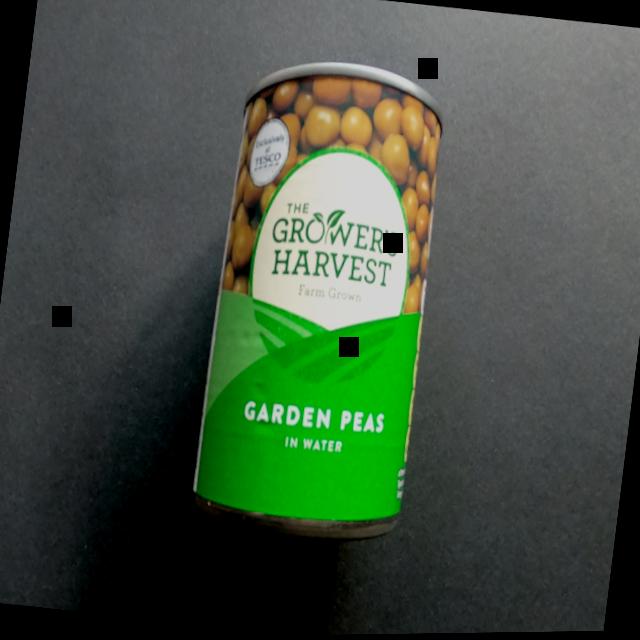 Exclusively
at
TESCO
THE
GROWER'S
HARVEST
Farm Grown
GARDEN PEAS
IN WATER